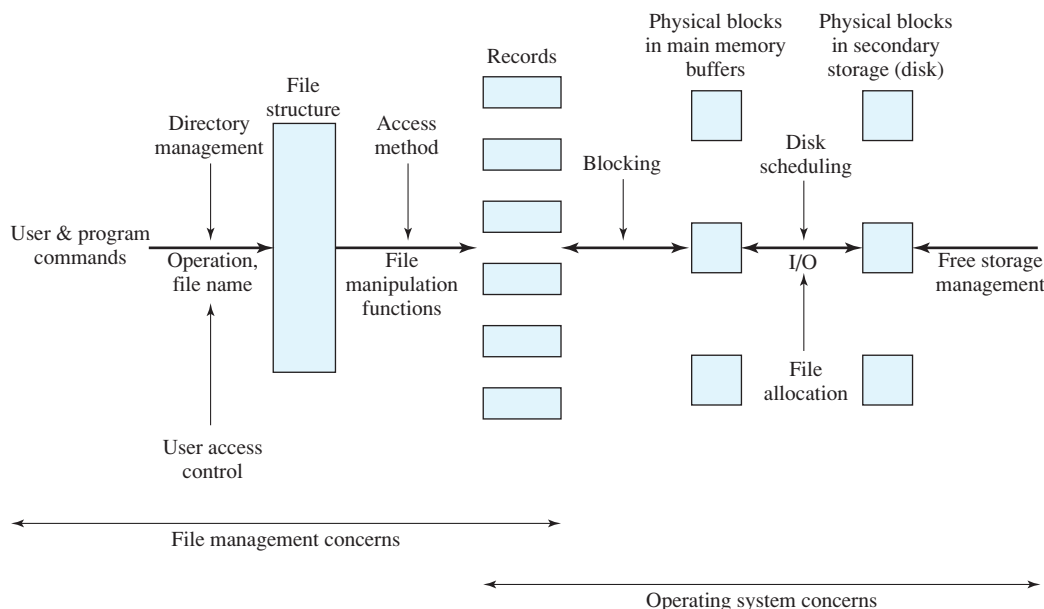 Physical blocks
in main memory
buffers
Physical blocks
in secondary
storage (disk)
Records
File
structure
Directory
management
Access
method
Blocking
Disk
scheduling
User & program
commands
Operation,
file name
File
manipulation
functions
I/O
Free storage
management
File
allocation
User access
control
File management concerns
Operating system concerns